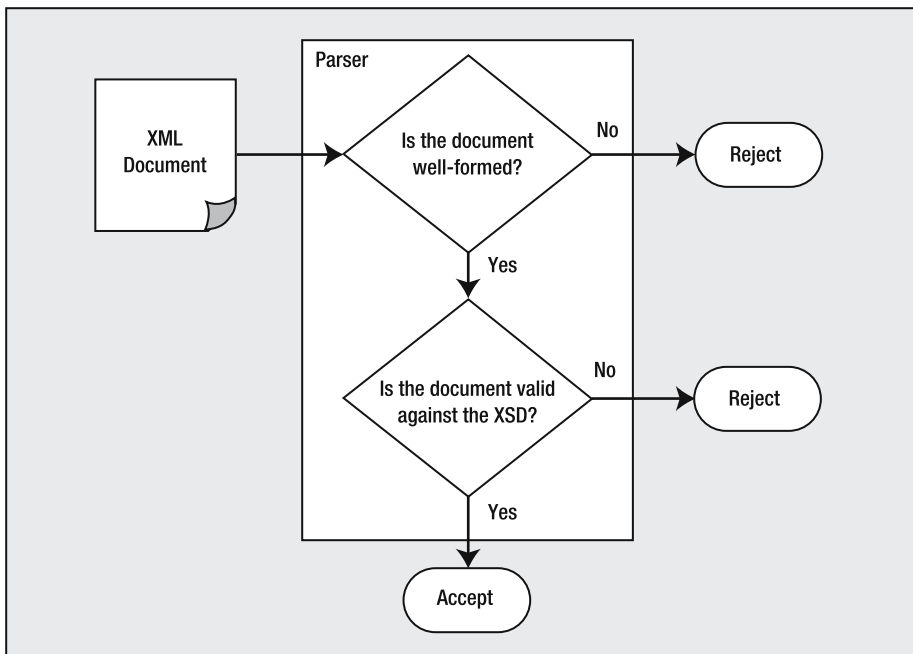 Parser
XML
Document
Is the document
well-formed?
No
Reject
Yes
Is the document valid
against the XSD?
No
Reject
Yes
Accept